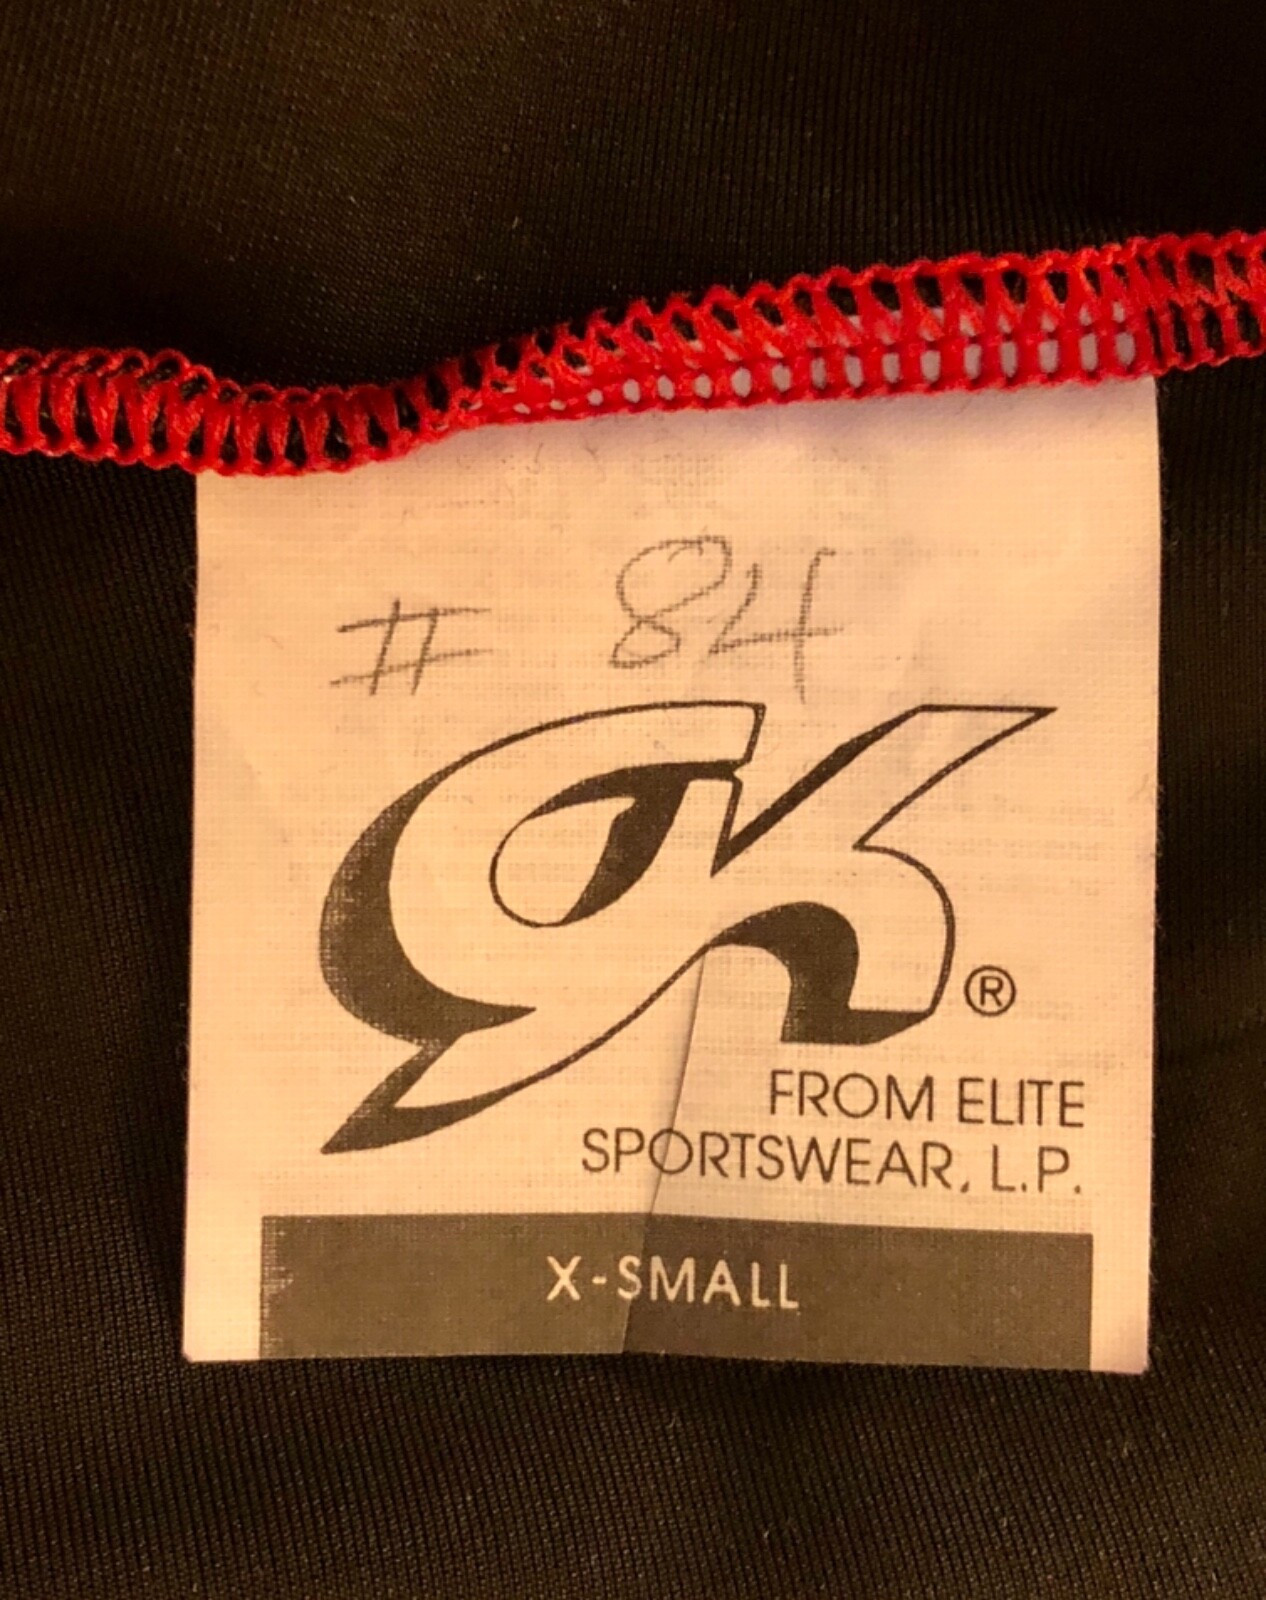 # 84
GK®
FROM ELITE
SPORTSWEAR, L.P.
X-SMALL